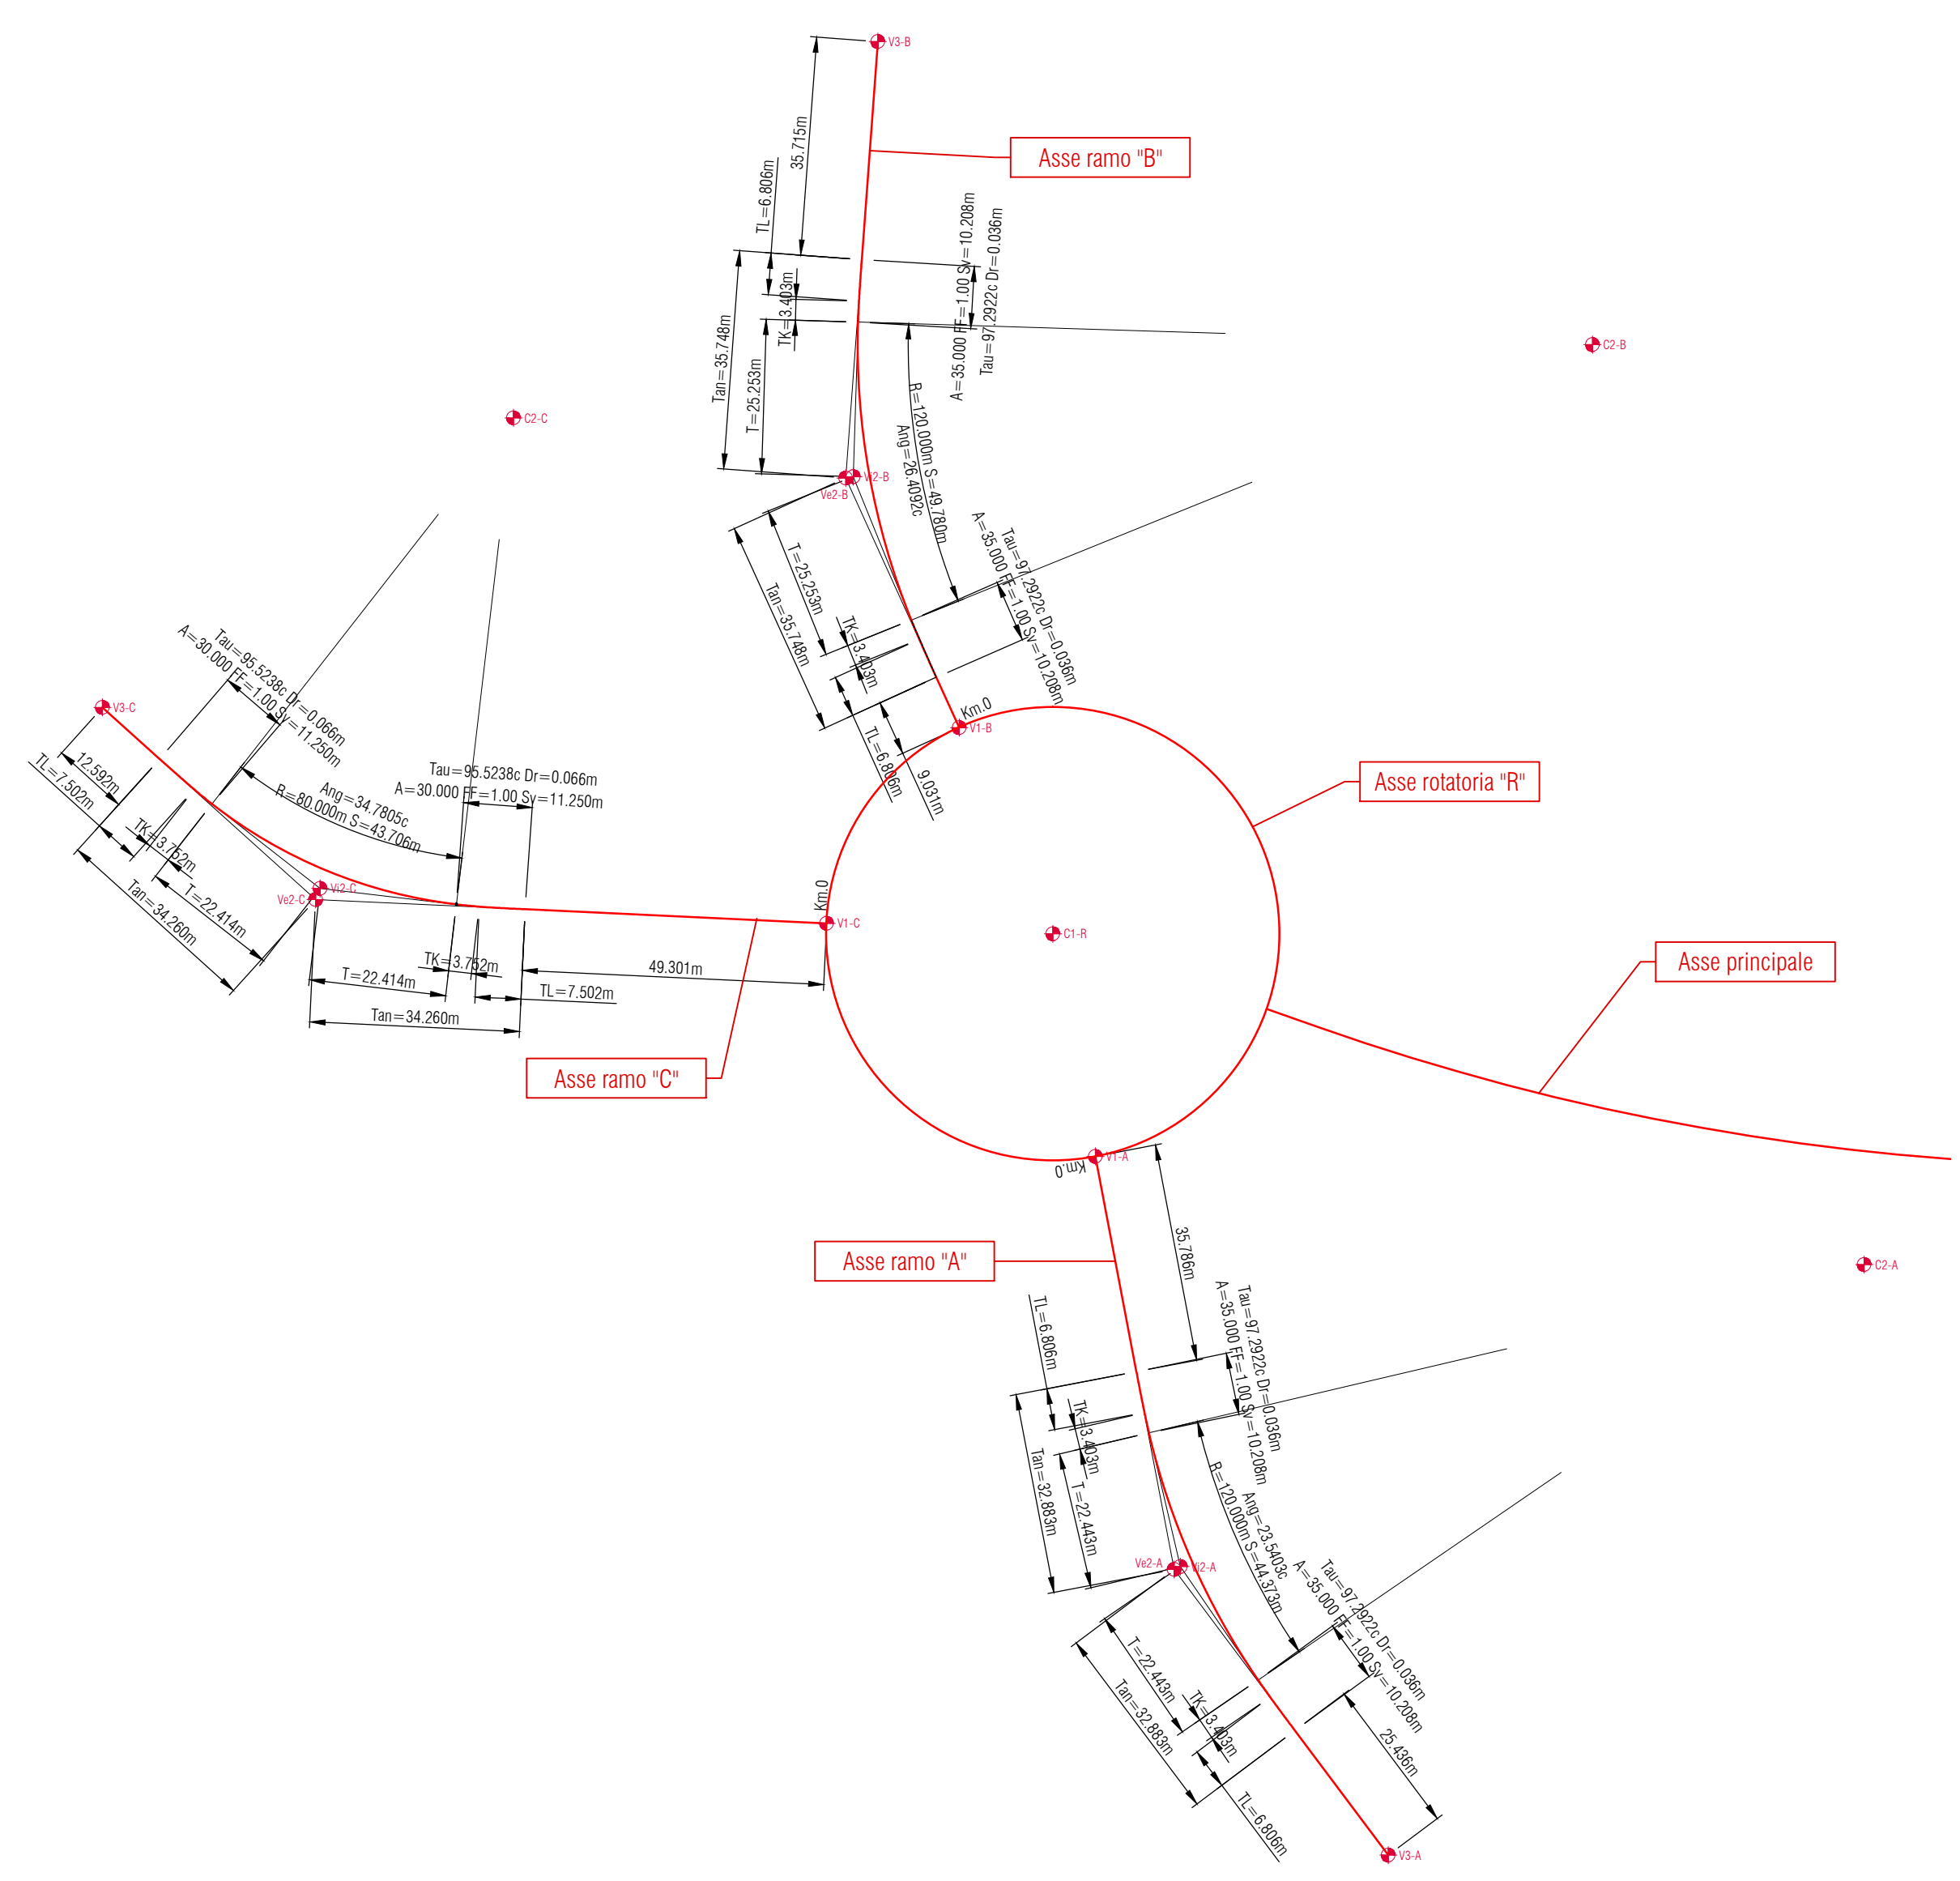 V3-B
35.715m
Asse ramo "B"
TL=6.806m
TK=3.403m
A=35.000 FF=1.00 Sv=10.208m
Tau=97.2922c Dr=0.036m
Tan=35.748m
T=25.253m
C2-B
C2-C
R=120.000m S=49.780m
Ang=26.4092c
Vi2-B
Ve2-B
Tau=97.2922c Dr=0.036m
A=35.000 FF=1.00 Sv=10.208m
T=25.253m
Tan=35.748m
TK=3.403m
TL=6.806m
9.031m
Km.0
V1-B
Tau=95.5238c Dr=0.066m
A=30.000 FF=1.00 Sv=11.250m
V3-C
12.592m
TL=7.502m
TK=3.752m
T=22.414m
Tan=34.260m
Ang=34.7805c
R=80.000m S=43.706m
Tau=95.5238c Dr=0.066m
A=30.000 FF=1.00 Sv=11.250m
Asse rotatoria "R"
Vi2-C
Ve2-C
Km.0
V1-C
C1-R
TK=3.752m
T=22.414m
49.301m
TL=7.502m
Tan=34.260m
Asse principale
Asse ramo "C"
V1-A
Km.0
35.786m
Asse ramo "A"
C2-A
TL=6.806m
Tau=97.2922c Dr=0.036m
A=35.000 FF=1.00 Sv=10.208m
TK=3.403m
Tan=32.883m
T=22.443m
Ang=23.5403c
R=120.000m S=44.373m
Ve2-A
Vi2-A
Tau=97.2922c Dr=0.036m
A=35.000 FF=1.00 Sv=10.208m
T=22.443m
Tan=32.883m
TK=3.403m
25.436m
TL=6.806m
V3-A